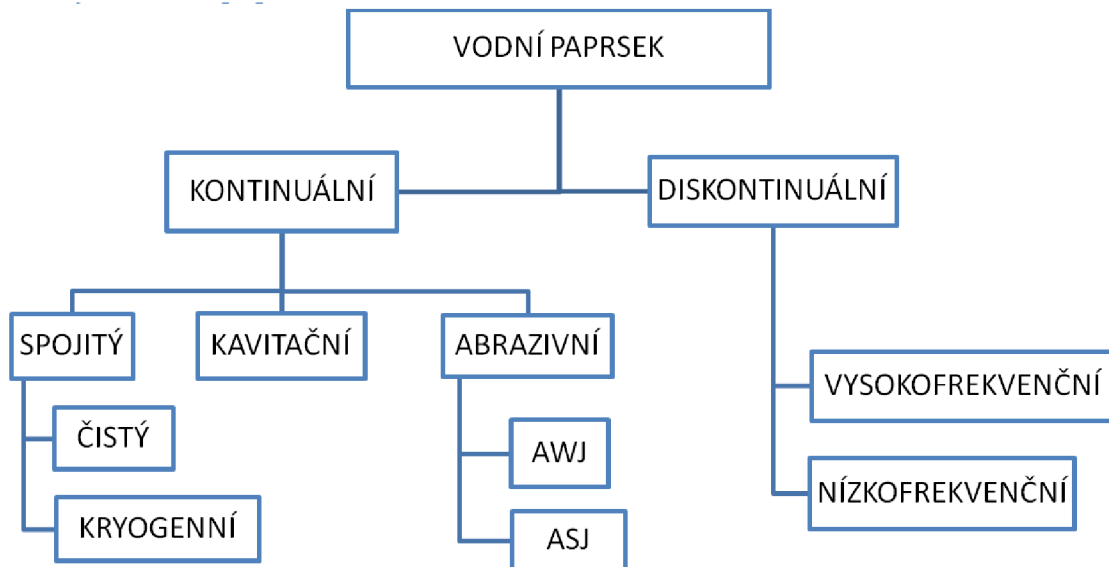 VODNÍ PAPRSEK
KONTINUÁLNÍ
DISKONTINUÁLNÍ
SPOJITÝ
KAVITAČNÍ
ABRAZIVNÍ
VYSOKOFREKVENČNÍ
ČISTÝ
AWJ
NÍZKOFREKVENČNÍ
KRYOGENNÍ
ASJ